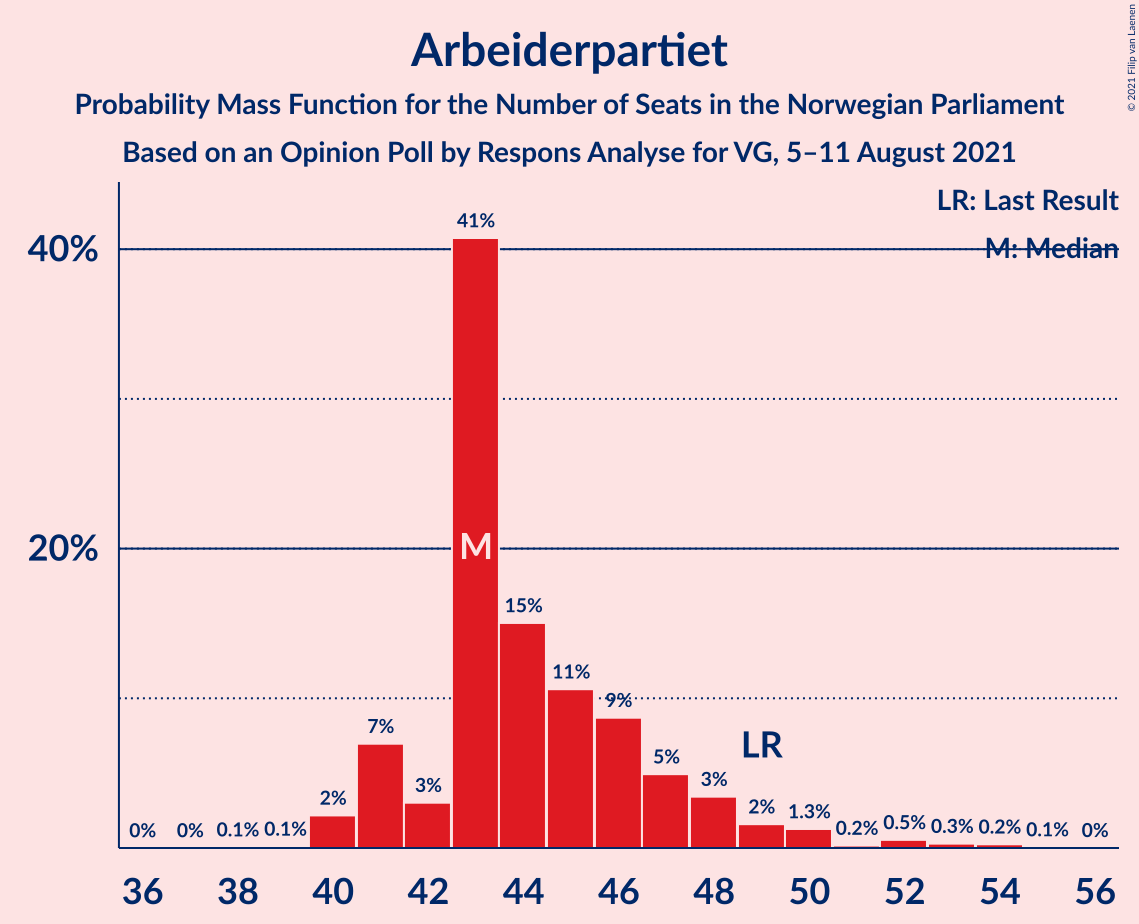 Arbeiderpartiet
Probability Mass Function for the Number of Seats in the Norwegian Parliament
Based on an Opinion Poll by Respons Analyse for VG, 5–11 August 2021
© 2021 Filip van Laenen
LR: Last Result
M: Median
40%
20%
41%
M
15%
11%
9%
7%
LR
5%
3%
3%
2%
2%
1.3%
0% 0% 0.1% 0.1% 0.2% 0.5% 0.3% 0.2% 0.1% 0%
36 38 40 42 44 46 48 50 52 54 56